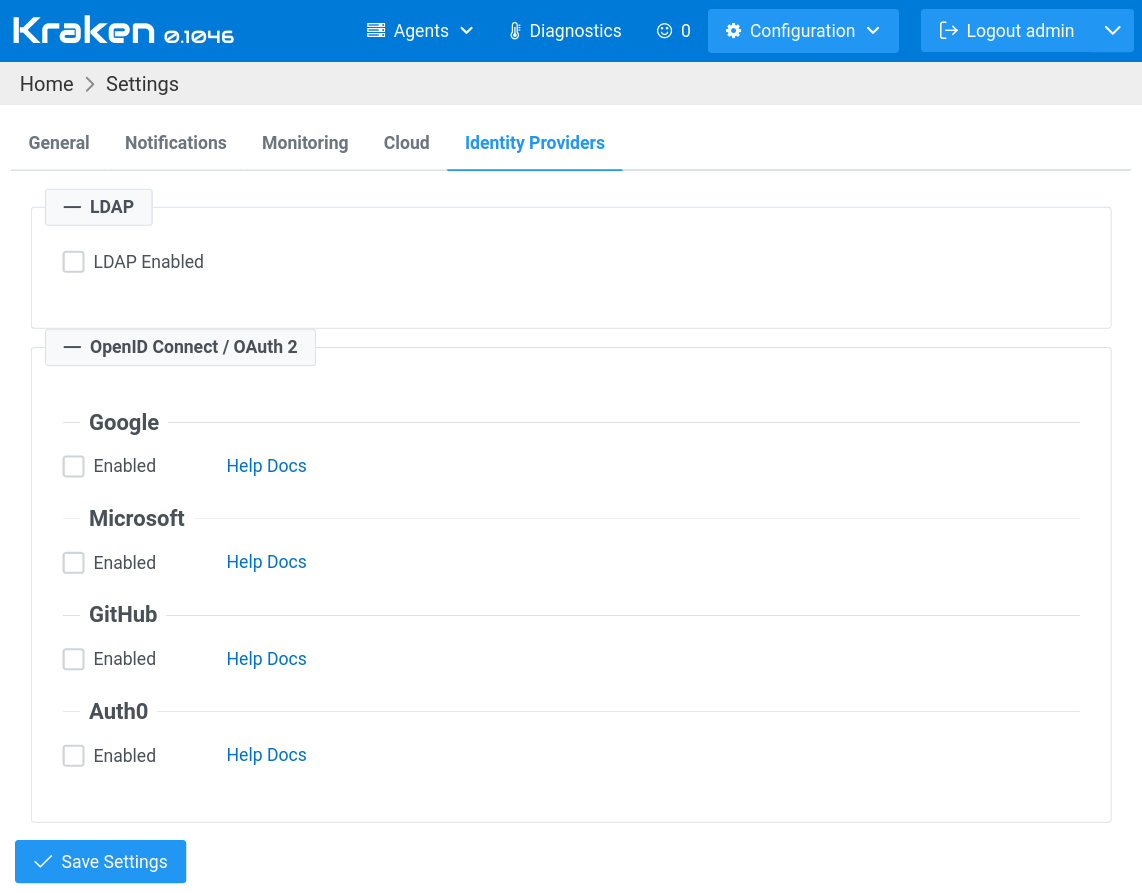 Kraken 0.1046 Agents Diagnostics 0 Configuration Logout admin
Home Settings
General Notifications Monitoring Cloud Identity Providers
LDAP
LDAP Enabled
OpenID Connect / OAuth 2
Google
Enabled Help Docs
Microsoft
Enabled Help Docs
GitHub
Enabled Help Docs
Auth0
Enabled Help Docs
Save Settings